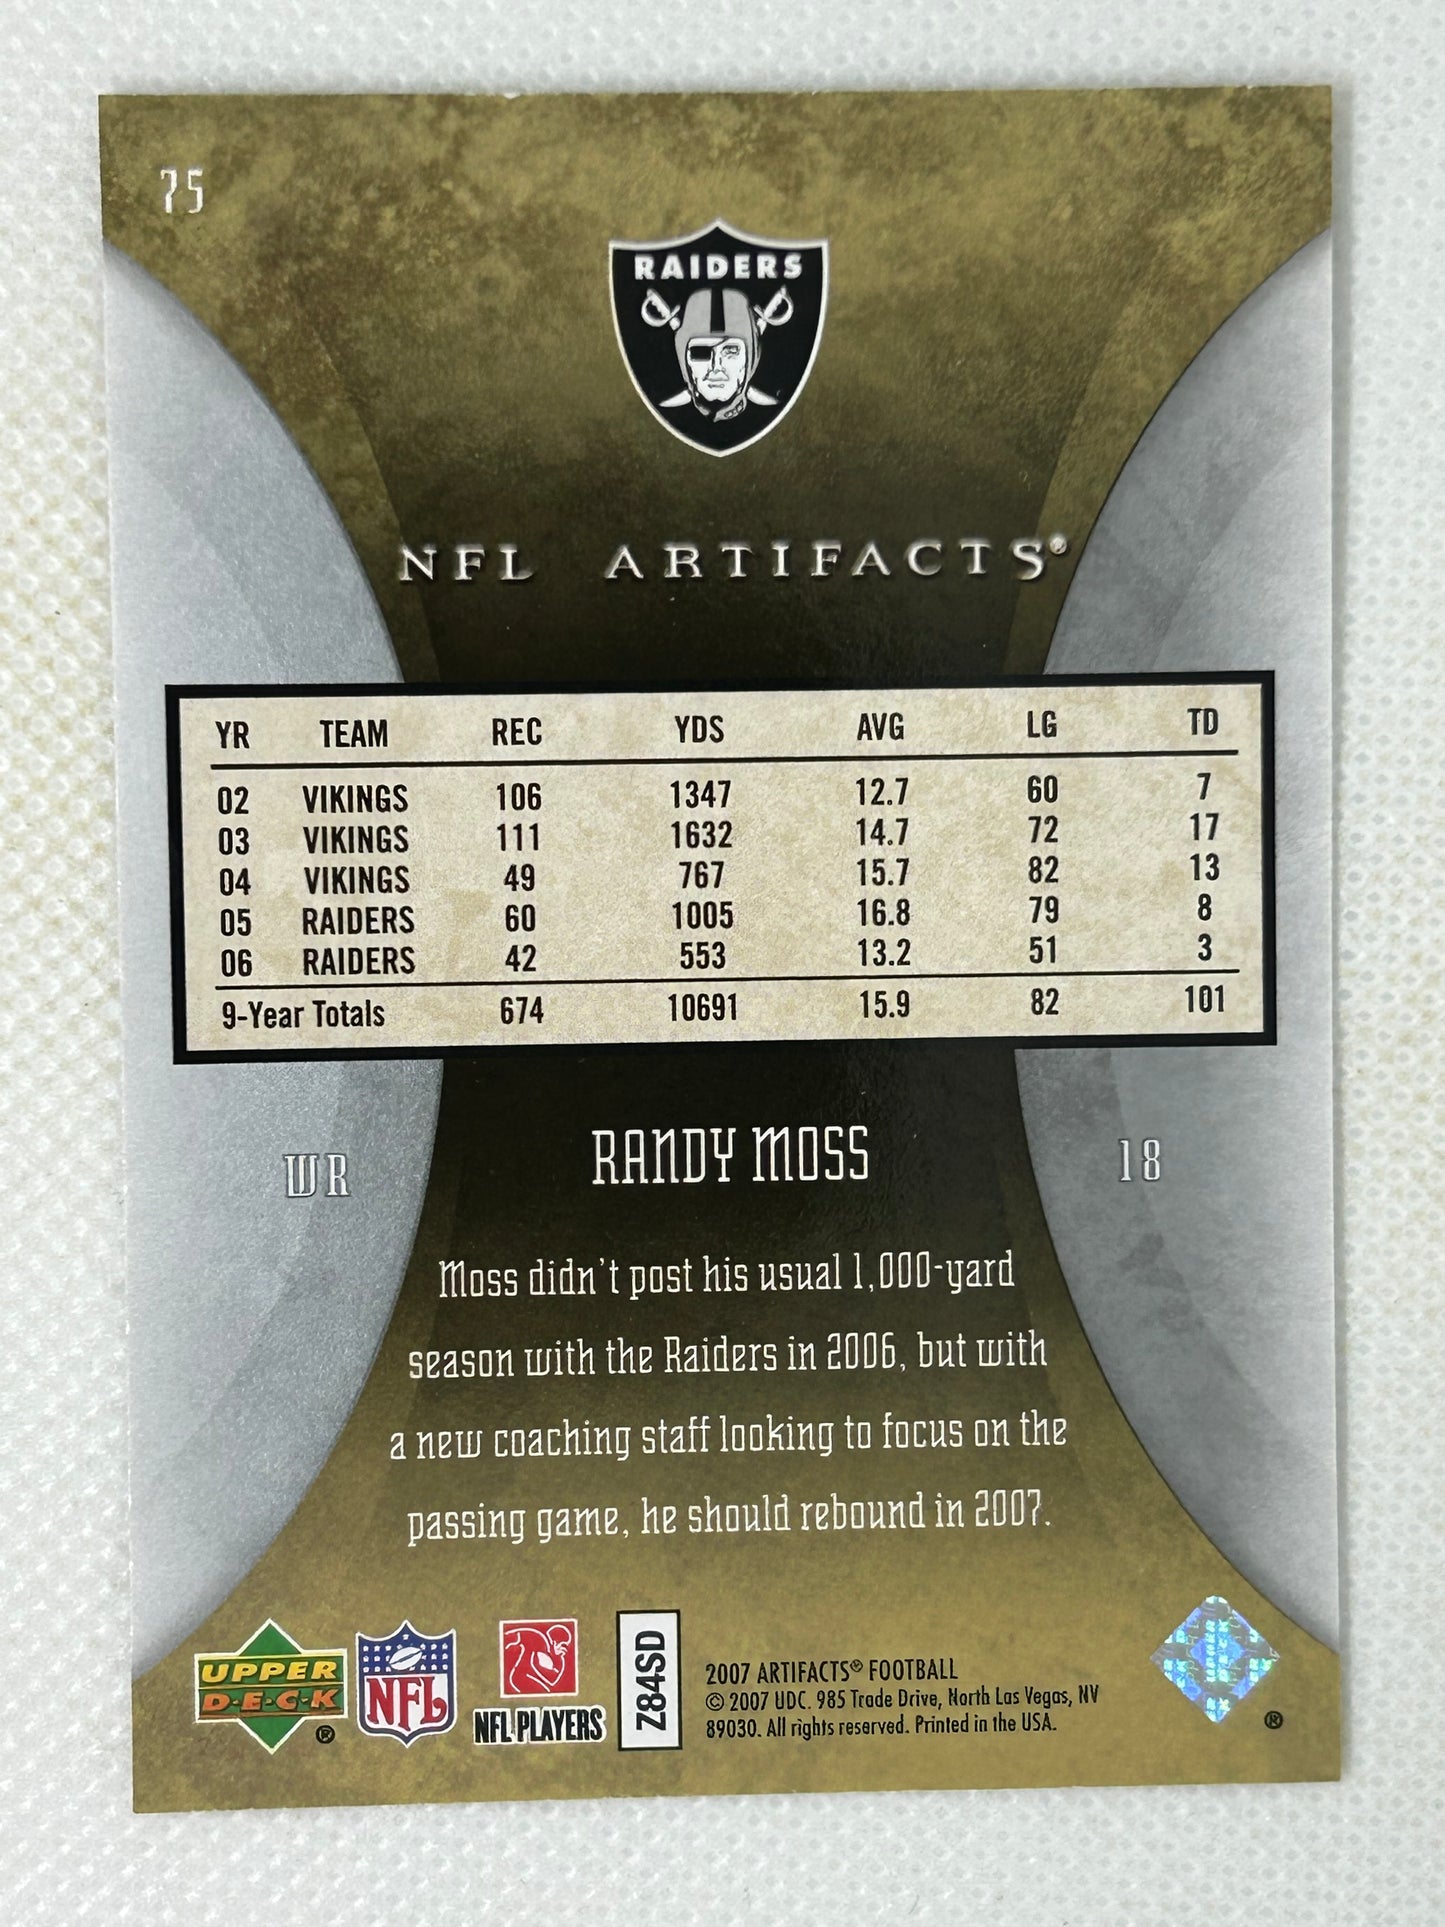 75
RAIDERS
NFL ARTIFACTS®
YR TEAM REC YDS AVG LG TD
02 VIKINGS 106 1347 12.7 60 7
03 VIKINGS 111 1632 14.7 72 17
04 VIKINGS 49 767 15.7 82 13
05 RAIDERS 60 1005 16.8 79 8
06 RAIDERS 42 553 13.2 51 3
9-Year Totals 674 10691 15.9 82 101
WR RANDY MOSS 18
Moss didn't post his usual 1,000-yard
season with the Raiders in 2006, but with
a new coaching staff looking to focus on the
passing game, he should rebound in 2007.
UPPER
D·E·C·K
®
NFL
NFL PLAYERS
Z84SD
2007 ARTIFACTS® FOOTBALL
© 2007 UDC. 985 Trade Drive, North Las Vegas, NV
89030. All rights reserved. Printed in the USA.
®